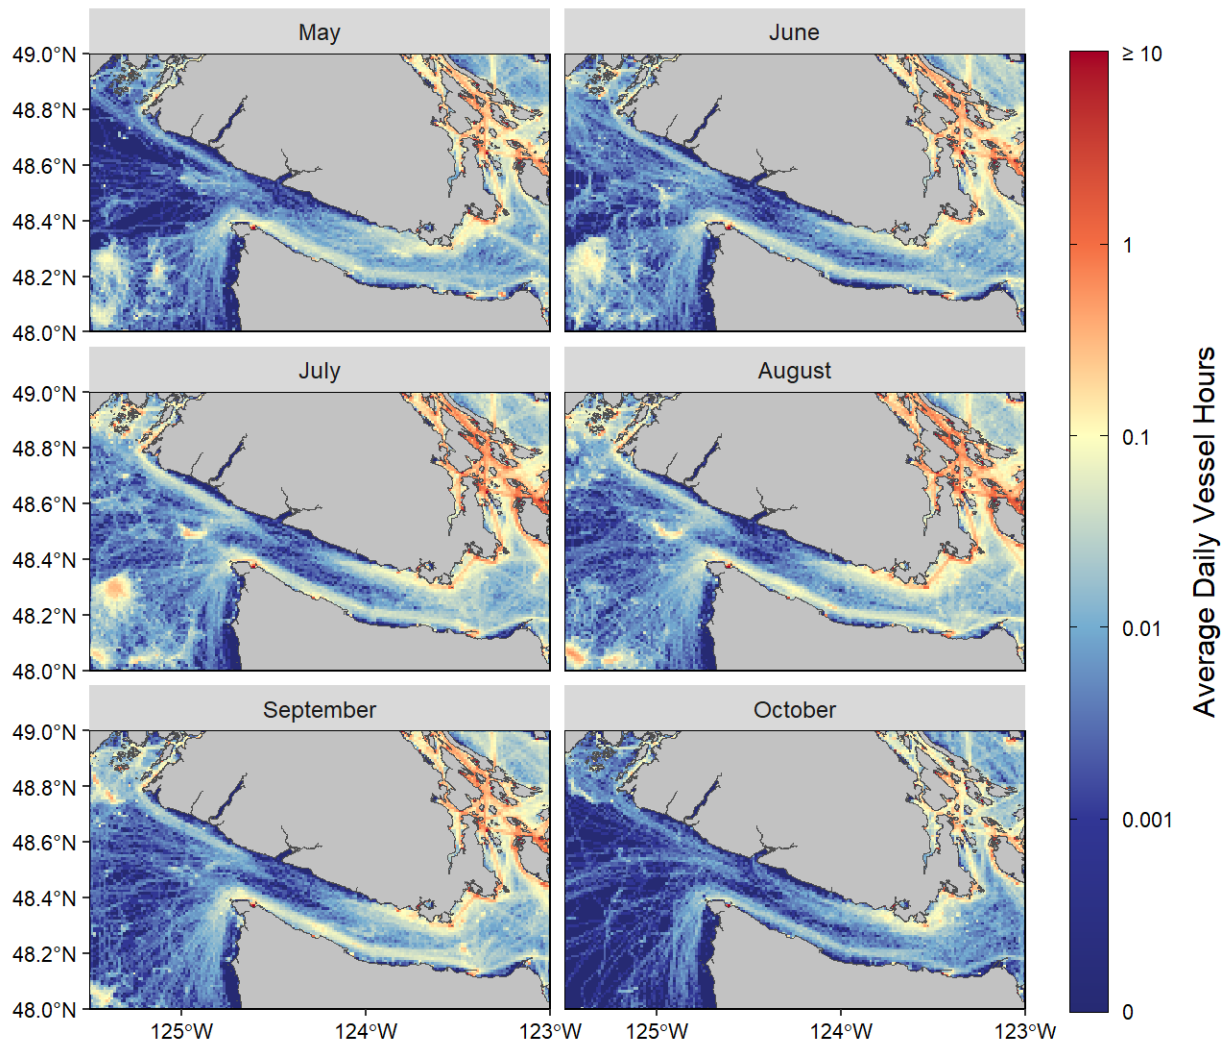 May
June
49.0°N
48.8°N
48.6°N
48.4°N
48.2°N
48.0°N
July
August
49.0°N
48.8°N
48.6°N
48.4°N
48.2°N
48.0°N
September
October
49.0°N
48.8°N
48.6°N
48.4°N
48.2°N
48.0°N
125°W
124°W
123°W
125°W
124°W
123°W
≥ 10
1
0.1
0.01
0.001
0
Average Daily Vessel Hours